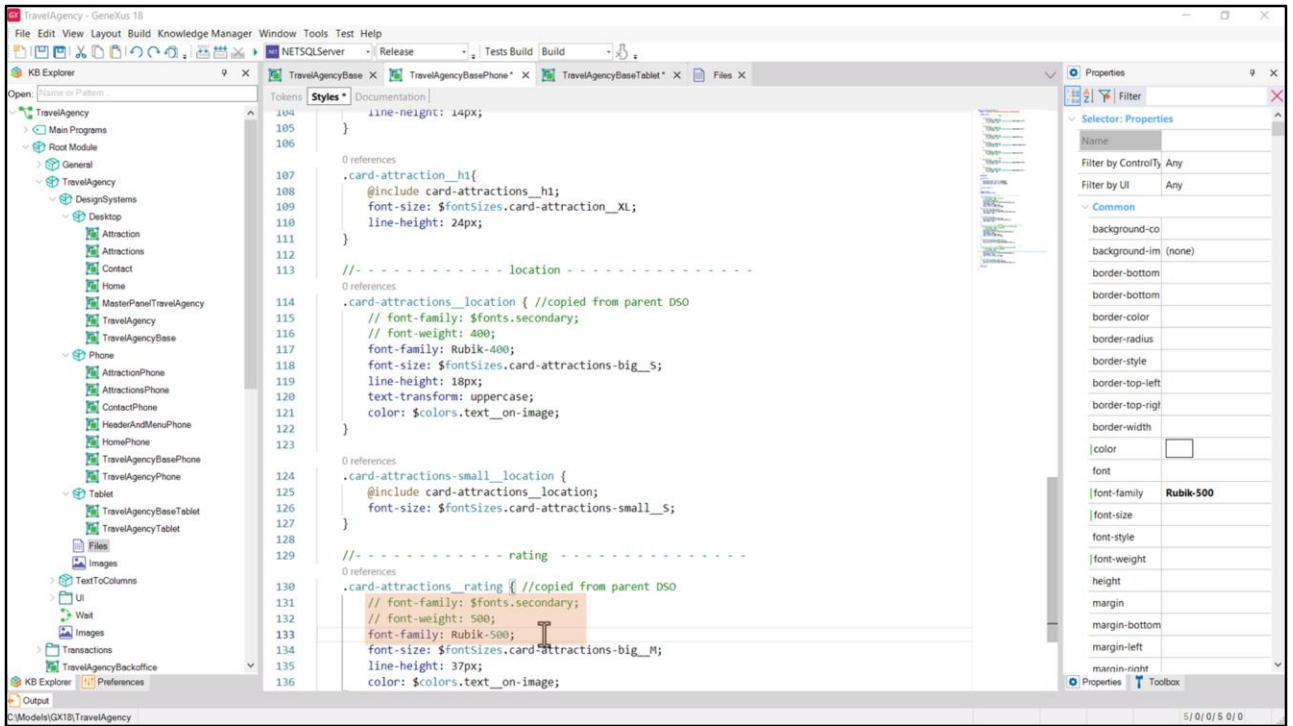 TravelAgency - GeneXus 18
File Edit View Layout Build Knowledge Manager Window Tools Test Help
NETSQLServer Release Tests Build Build
KB Explorer
Open: Name or Pattern...
TravelAgency
Main Programs
Root Module
General
TravelAgency
DesignSystems
Desktop
Attraction
Attractions
Contact
Home
MasterPanelTravelAgency
TravelAgency
TravelAgencyBase
Phone
AttractionPhone
AttractionsPhone
ContactPhone
HeaderAndMenuPhone
HomePhone
TravelAgencyBasePhone
TravelAgencyPhone
Tablet
TravelAgencyBaseTablet
TravelAgencyTablet
Files
Images
TextToColumns
UI
Wait
Images
Transactions
TravelAgencyBackoffice
KB Explorer Preferences
TravelAgencyBase X TravelAgencyBasePhone * X TravelAgencyBaseTablet * X Files X
Tokens Styles * Documentation
104 line-height: 14px;
105 }
106
0 references
107 .card-attraction__h1{
108 @include card-attractions__h1;
109 font-size: $fontSizes.card-attraction__XL;
110 line-height: 24px;
111 }
112
113 //- - - - - - - - - - - - location - - - - - - - - - - - - - - -
0 references
114 .card-attractions__location { //copied from parent DSO
115 // font-family: $fonts.secondary;
116 // font-weight: 400;
117 font-family: Rubik-400;
118 font-size: $fontSizes.card-attractions-big__S;
119 line-height: 18px;
120 text-transform: uppercase;
121 color: $colors.text__on-image;
122 }
123
0 references
124 .card-attractions-small__location {
125 @include card-attractions__location;
126 font-size: $fontSizes.card-attractions-small__S;
127 }
128
129 //- - - - - - - - - - - - rating - - - - - - - - - - - - - - -
0 references
130 .card-attractions__rating { //copied from parent DSO
131 // font-family: $fonts.secondary;
132 // font-weight: 500;
133 font-family: Rubik-500;
134 font-size: $fontSizes.card-attractions-big__M;
135 line-height: 37px;
136 color: $colors.text__on-image;
Properties
Filter
Selector: Properties
Name
Filter by ControlTy Any
Filter by UI Any
Common
background-co
background-im (none)
border-bottom
border-bottom
border-color
border-radius
border-style
border-top-left
border-top-righ
border-width
color
font
font-family Rubik-500
font-size
font-style
font-weight
height
margin
margin-bottom
margin-left
margin-right
Properties Toolbox
Output
C:\Models\GX18\TravelAgency
5/ 0/ 0/ 5 0/ 0